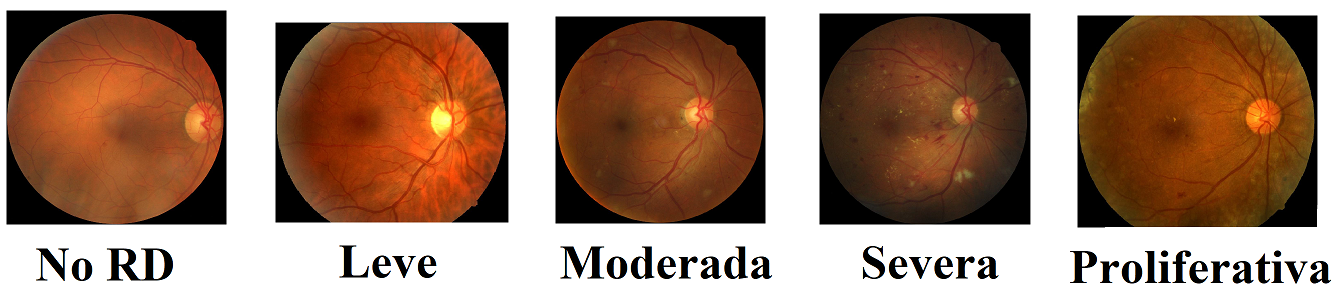 No RD
Leve
Moderada
Severa
Proliferativa